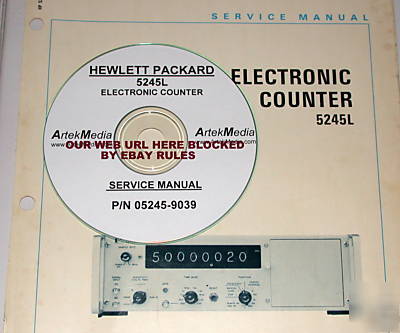 SERVICE MANUAL
ELECTRONIC
COUNTER
5245L
HEWLETT PACKARD
5245L
ELECTRONIC COUNTER
ArtekMedia ArtekMedia
OUR WEB URL HERE BLOCKED
BY EBAY RULES
SERVICE MANUAL
P/N 05245-9039
50000020